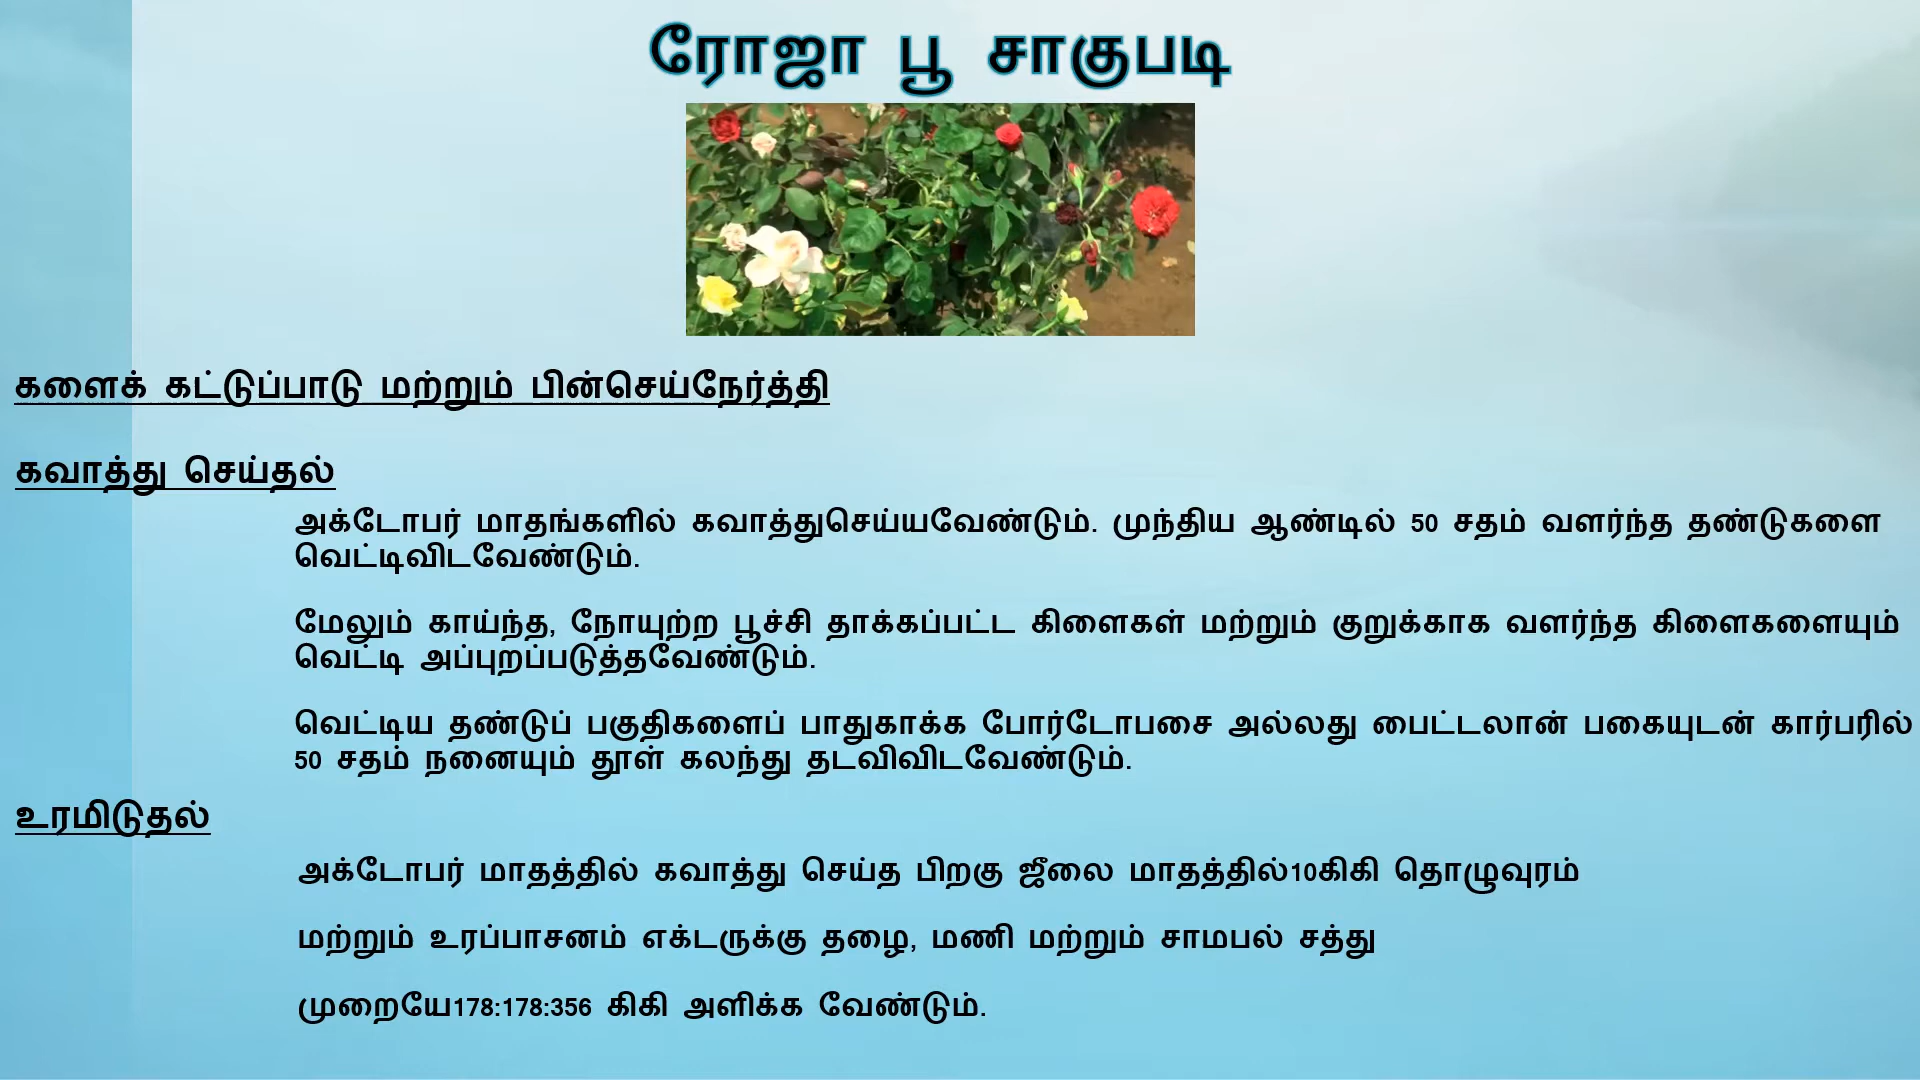 ரோஜா பூ சாகுபடி
களைக் கட்டுப்பாடு மற்றும் பின்செய்நேர்த்தி
கவாத்து செய்தல்
அக்டோபர் மாதங்களில் கவாத்துசெய்யவேண்டும். முந்திய ஆண்டில் 50 சதம் வளர்ந்த தண்டுகளை
வெட்டிவிடவேண்டும்.
மேலும் காய்ந்த, நோயுற்ற பூச்சி தாக்கப்பட்ட கிளைகள் மற்றும் குறுக்காக வளர்ந்த கிளைகளையும்
வெட்டி அப்புறப்படுத்தவேண்டும்.
வெட்டிய தண்டுப் பகுதிகளைப் பாதுகாக்க போர்டோபசை அல்லது பைட்டலான் பகையுடன் கார்பரில்
50 சதம் நனையும் தூள் கலந்து தடவிவிடவேண்டும்.
உரமிடுதல்
அக்டோபர் மாதத்தில் கவாத்து செய்த பிறகு ஜீலை மாதத்தில்10கிகி தொழுவுரம்
மற்றும் உரப்பாசனம் எக்டருக்கு தழை, மணி மற்றும் சாமபல் சத்து
முறையே178:178:356 கிகி அளிக்க வேண்டும்.